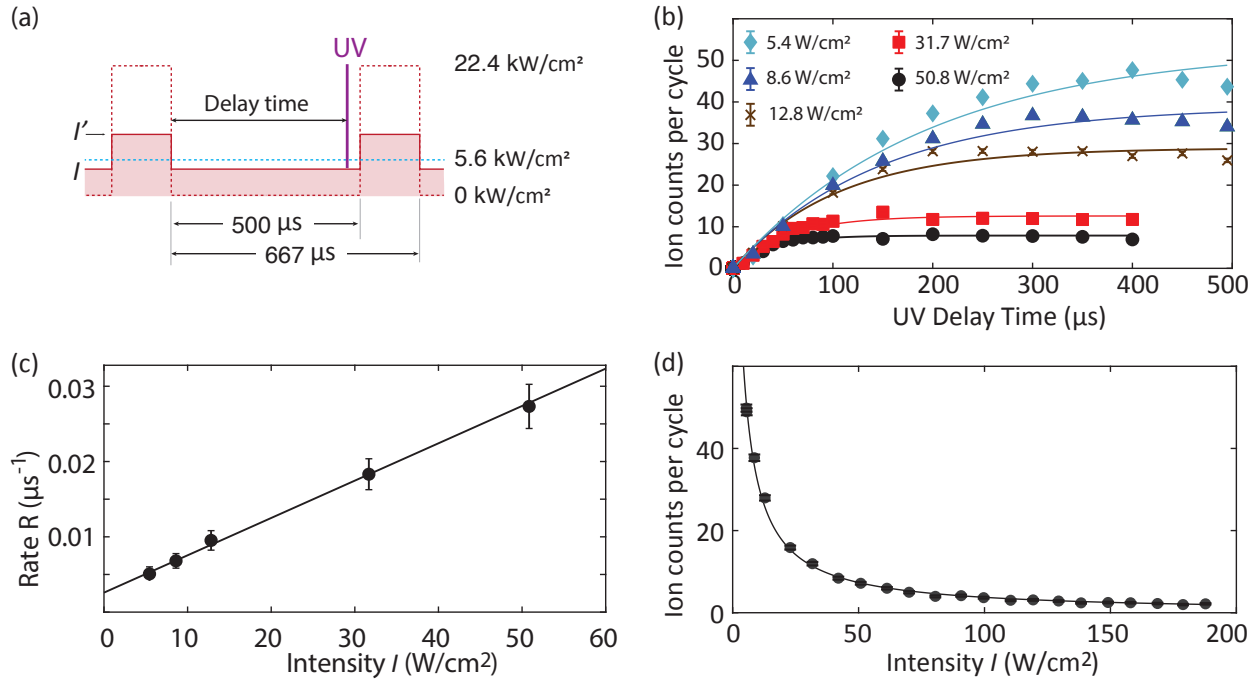 (a)
UV
22.4 kW/cm²
Delay time
I'
5.6 kW/cm²
I
0 kW/cm²
500 µs
667 µs
(b)
Ion counts per cycle
50
40
30
20
10
0
5.4 W/cm²
31.7 W/cm²
8.6 W/cm²
50.8 W/cm²
12.8 W/cm²
0
100
200
300
400
500
UV Delay Time (µs)
(c)
Rate R (µs⁻¹)
0.03
0.02
0.01
0
10
20
30
40
50
60
Intensity I (W/cm²)
(d)
Ion counts per cycle
40
20
0
0
50
100
150
200
Intensity I (W/cm²)